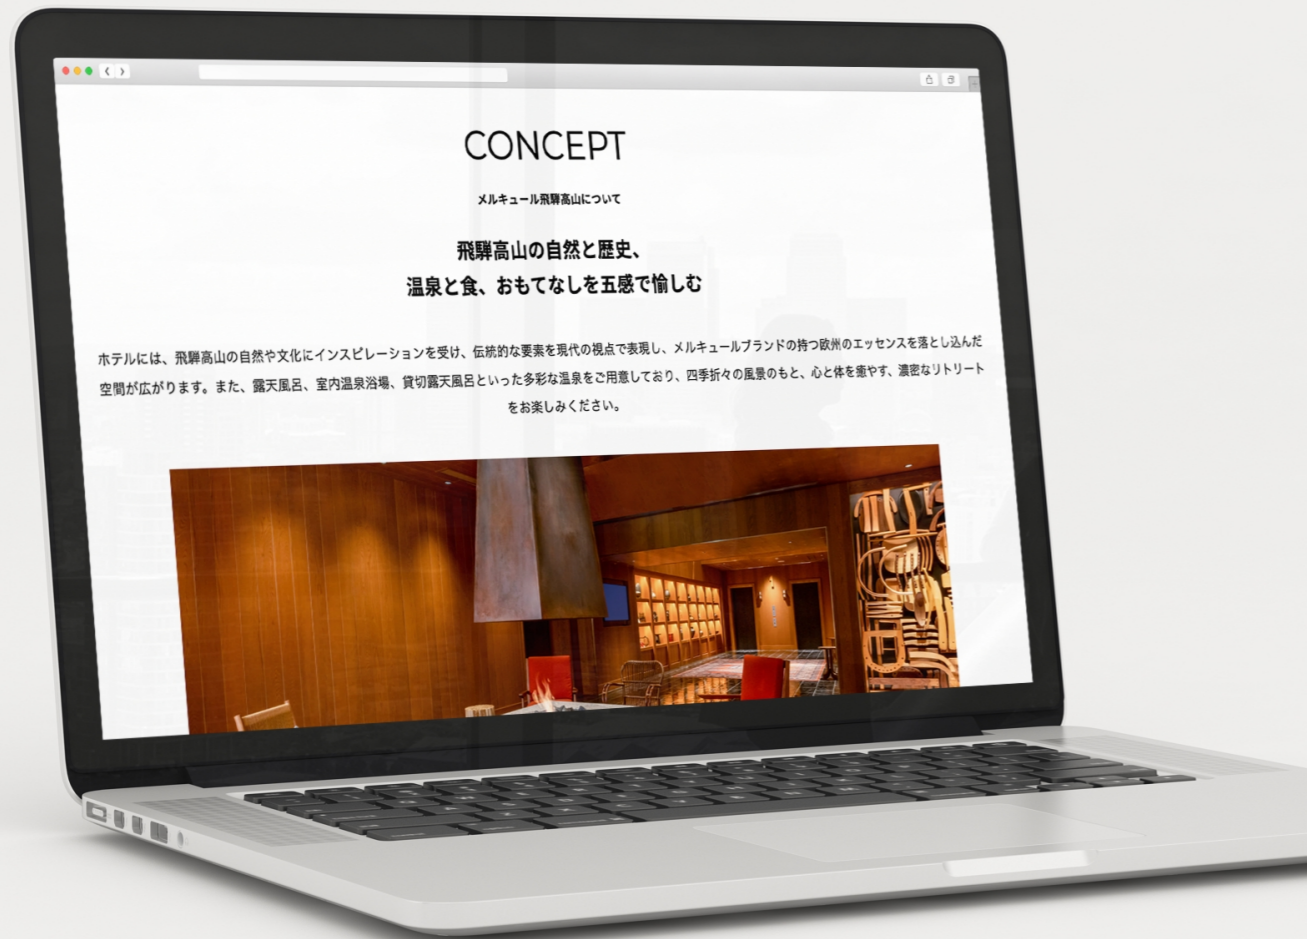 CONCEPT
メルキュール飛騨高山について
飛騨高山の自然と歴史、
温泉と食、おもてなしを五感で愉しむ
ホテルには、飛騨高山の自然や文化にインスピレーションを受け、伝統的な要素を現代の視点で表現し、メルキュールブランドの持つ欧州のエッセンスを落とし込んだ
空間が広がります。また、露天風呂、室内温泉浴場、貸切露天風呂といった多彩な温泉をご用意しており、四季折々の風景のもと、心と体を癒やす、濃密なリトリート
をお楽しみください。